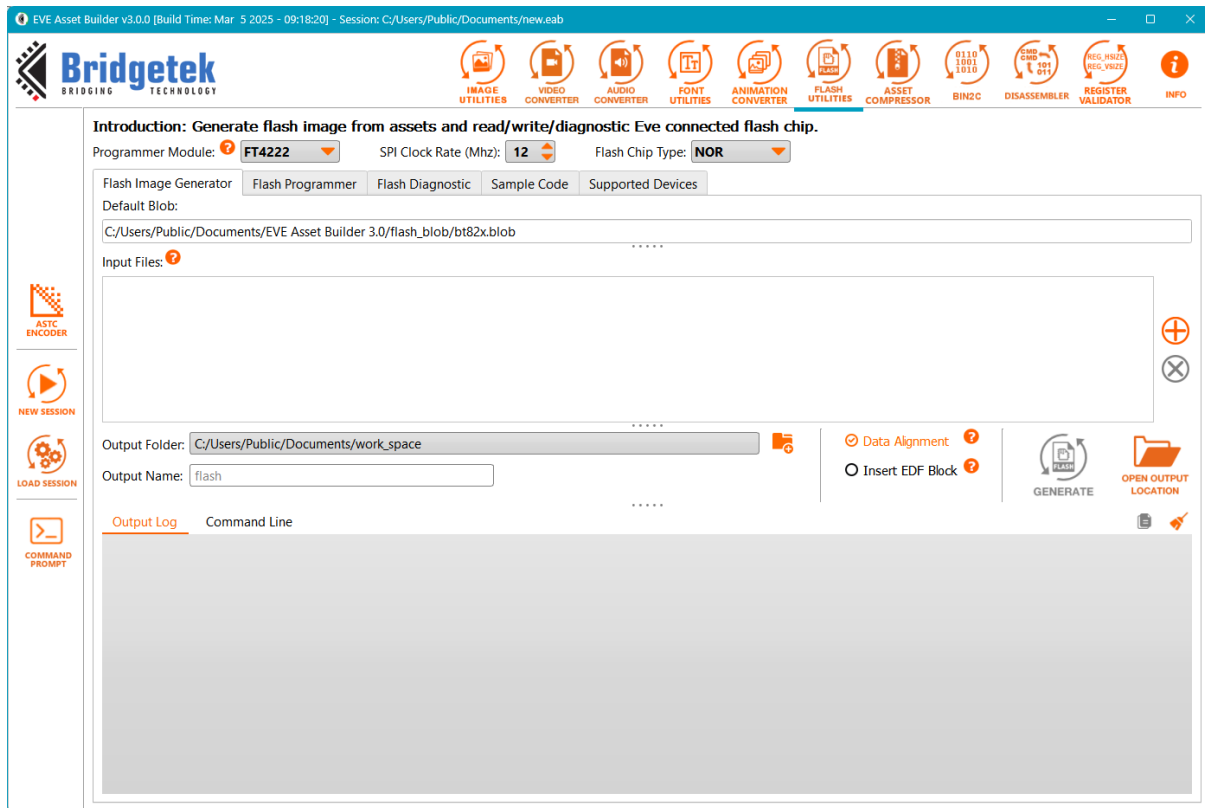 EVE Asset Builder v3.0.0 [Build Time: Mar  5 2025 - 09:18:20] - Session: C:/Users/Public/Documents/new.eab
Bridgetek
BRIDGING TECHNOLOGY
IMAGE
UTILITIES
VIDEO
CONVERTER
AUDIO
CONVERTER
FONT
UTILITIES
ANIMATION
CONVERTER
FLASH
FLASH
UTILITIES
ASSET
COMPRESSOR
0110
1001
1010
BIN2C
CMD
CMD
101
011
DISASSEMBLER
REG_HSIZE
REG_VSIZE
REGISTER
VALIDATOR
INFO
Introduction: Generate flash image from assets and read/write/diagnostic Eve connected flash chip.
Programmer Module: ? FT4222 SPI Clock Rate (Mhz): 12 Flash Chip Type: NOR
Flash Image Generator Flash Programmer Flash Diagnostic Sample Code Supported Devices
Default Blob:
C:/Users/Public/Documents/EVE Asset Builder 3.0/flash_blob/bt82x.blob
Input Files: ?
ASTC
ENCODER
NEW SESSION
LOAD SESSION
COMMAND
PROMPT
Output Folder: C:/Users/Public/Documents/work_space
Output Name: flash
Data Alignment ?
Insert EDF Block ?
FLASH
GENERATE
OPEN OUTPUT
LOCATION
Output Log Command Line